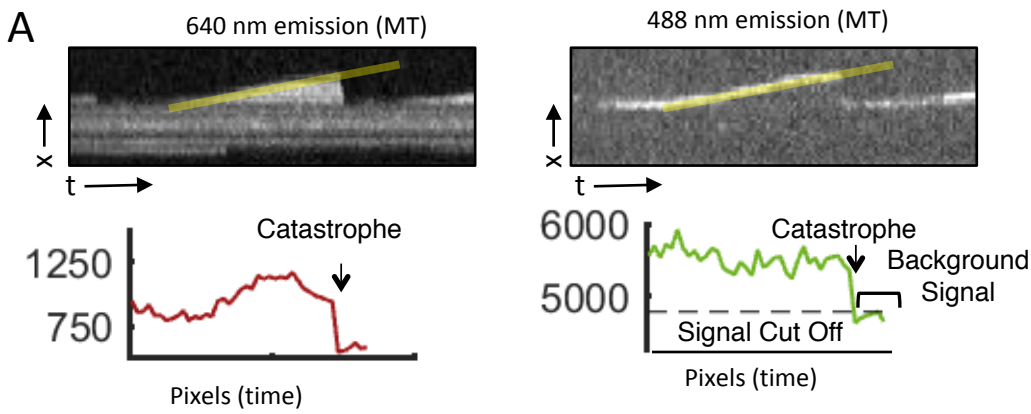 A
640 nm emission (MT)
488 nm emission (MT)
x
t
x
t
1250
750
Catastrophe
Pixels (time)
6000
5000
Catastrophe
Background
Signal
Signal Cut Off
Pixels (time)